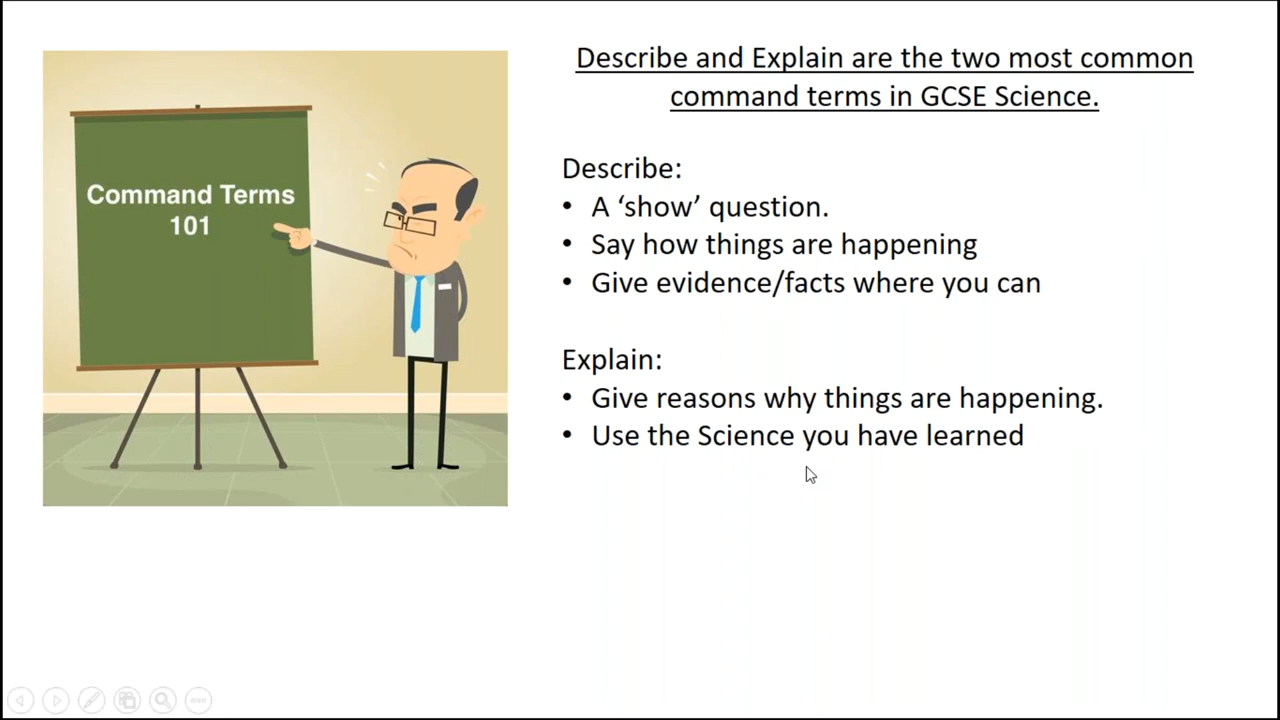 Command Terms
101
Describe and Explain are the two most common
command terms in GCSE Science.
Describe:
• A ‘show’ question.
• Say how things are happening
• Give evidence/facts where you can
Explain:
• Give reasons why things are happening.
• Use the Science you have learned